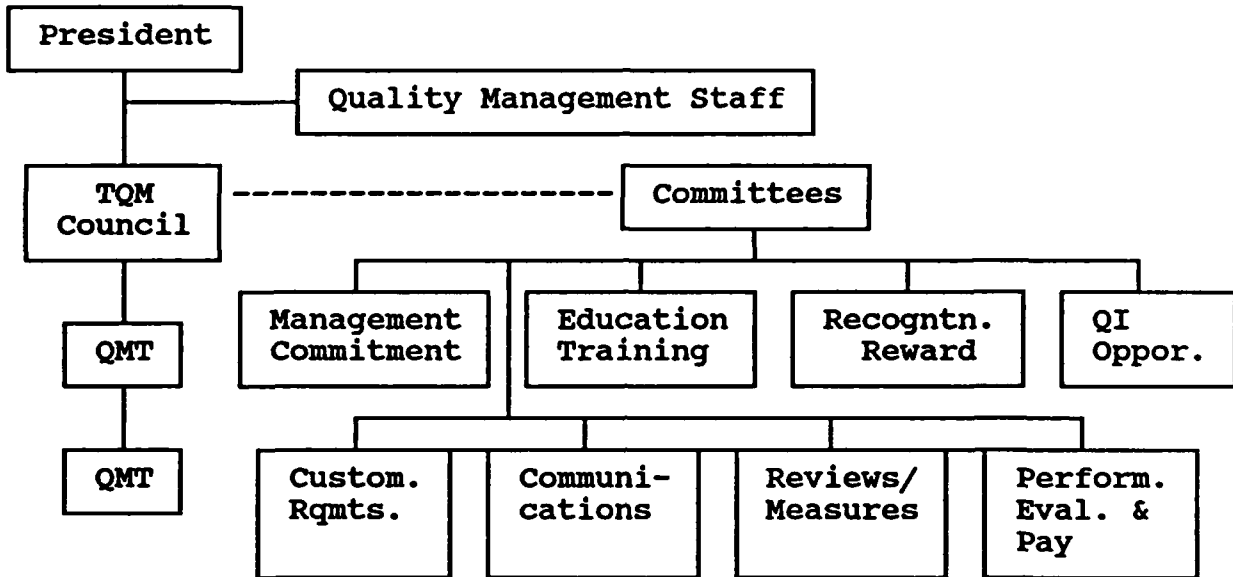 President
Quality Management Staff
TQM
Council
Committees
QMT
Management
Commitment
Education
Training
Recogntn.
Reward
QI
Oppor.
QMT
Custom.
Rqmts.
Communi-
cations
Reviews/
Measures
Perform.
Eval. &
Pay